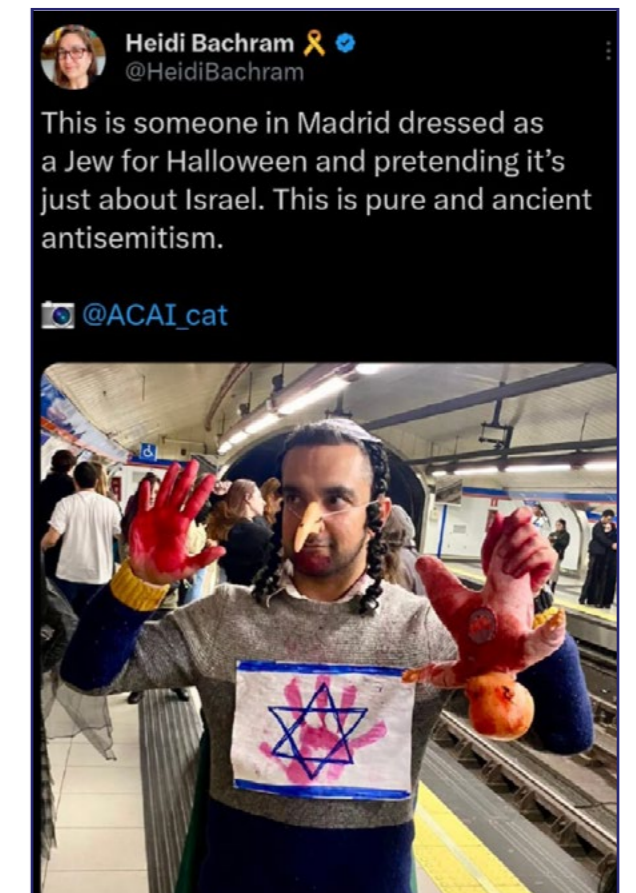 Heidi Bachram
@HeidiBachram
This is someone in Madrid dressed as
a Jew for Halloween and pretending it’s
just about Israel. This is pure and ancient
antisemitism.
@ACAI_cat